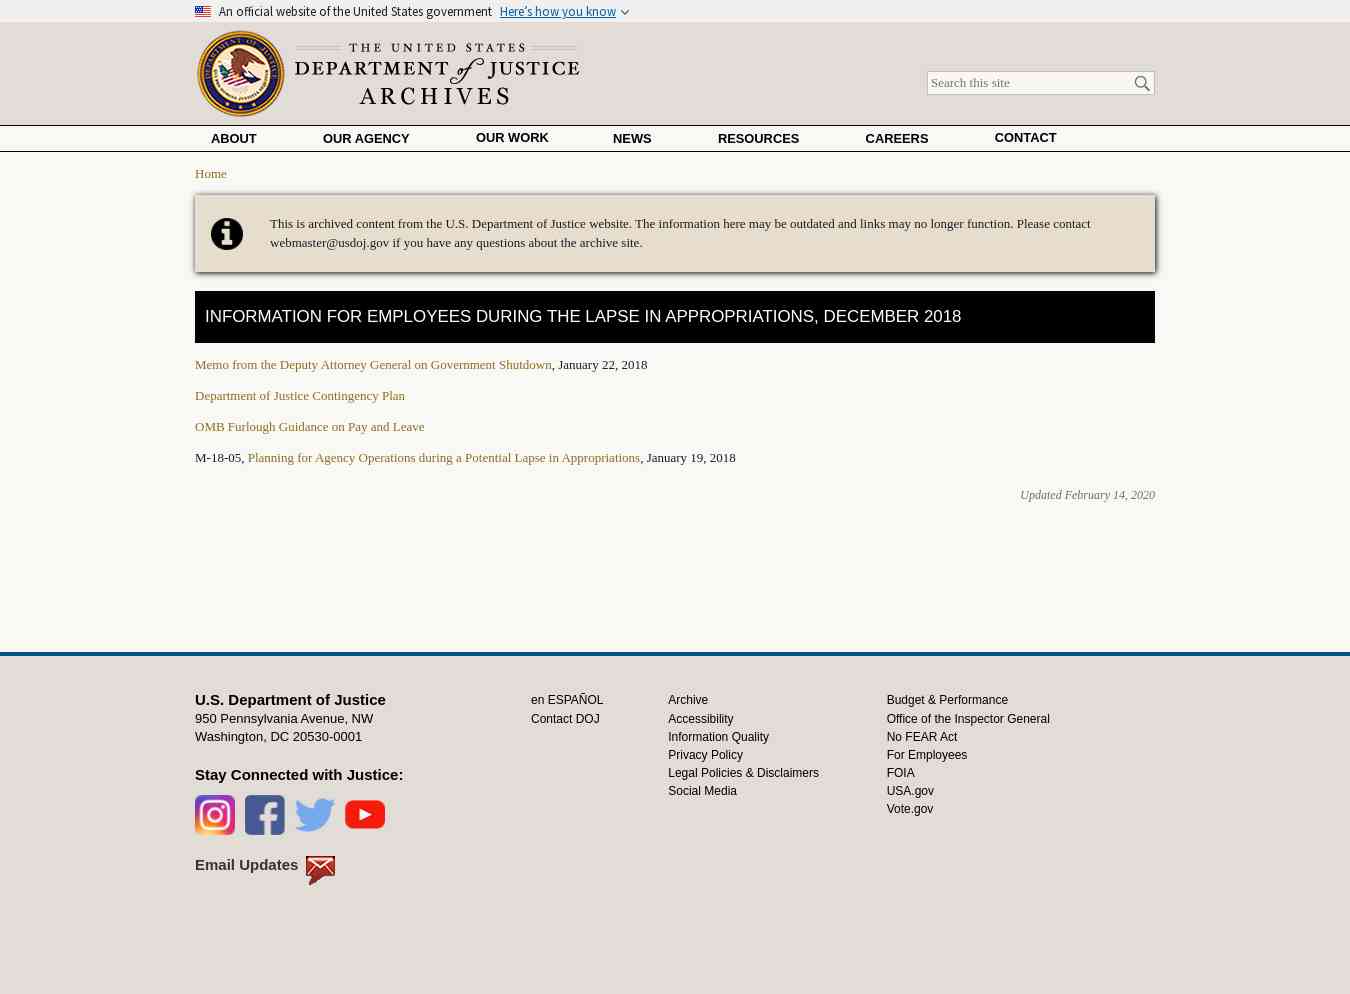 An official website of the United States government Here's how you know
THE UNITED STATES
DEPARTMENT of JUSTICE
ARCHIVES
Search this site
ABOUT OUR AGENCY OUR WORK NEWS RESOURCES CAREERS CONTACT
Home
This is archived content from the U.S. Department of Justice website. The information here may be outdated and links may no longer function. Please contact
webmaster@usdoj.gov if you have any questions about the archive site.
INFORMATION FOR EMPLOYEES DURING THE LAPSE IN APPROPRIATIONS, DECEMBER 2018
Memo from the Deputy Attorney General on Government Shutdown, January 22, 2018
Department of Justice Contingency Plan
OMB Furlough Guidance on Pay and Leave
M-18-05, Planning for Agency Operations during a Potential Lapse in Appropriations, January 19, 2018
Updated February 14, 2020
U.S. Department of Justice
950 Pennsylvania Avenue, NW
Washington, DC 20530-0001
Stay Connected with Justice:
Email Updates
en ESPAÑOL
Contact DOJ
Archive
Accessibility
Information Quality
Privacy Policy
Legal Policies & Disclaimers
Social Media
Budget & Performance
Office of the Inspector General
No FEAR Act
For Employees
FOIA
USA.gov
Vote.gov